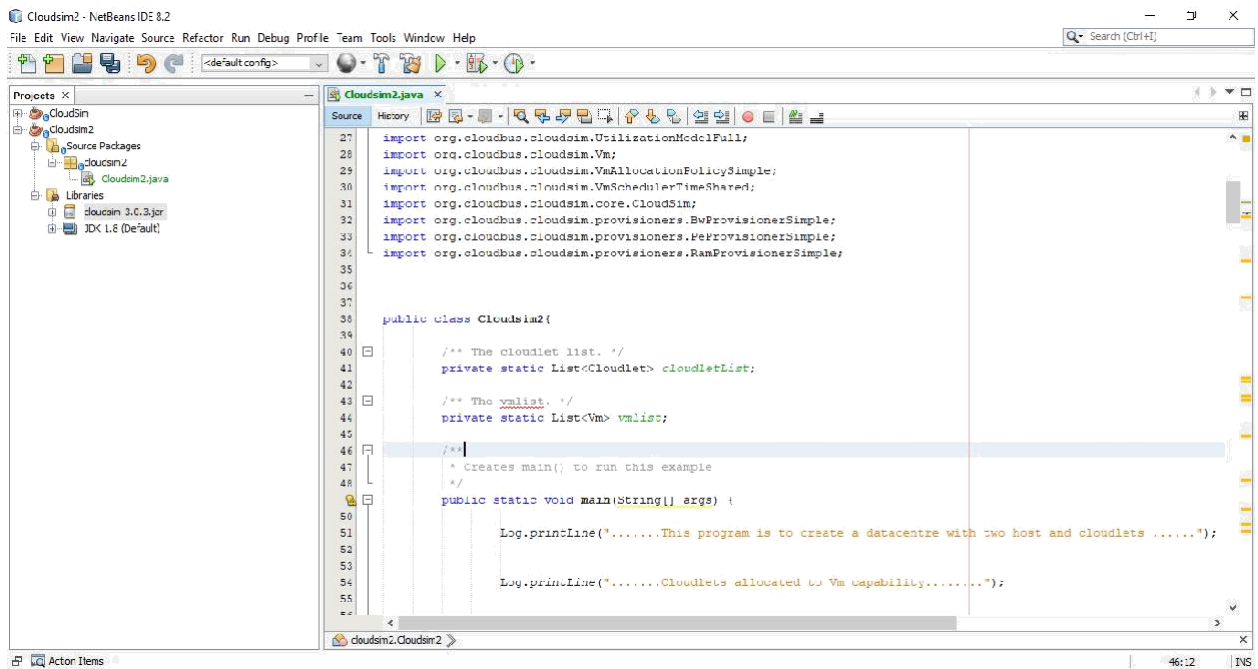 Cloudsim2 - NetBeans IDE 8.2
File Edit View Navigate Source Refactor Run Debug Profile Team Tools Window Help
Search (Ctrl+I)
<default config>
Projects
CloudSim
Cloudsim2
Source Packages
cloudsim2
Cloudsim2.java
Libraries
cloudsim-3.0.3.jar
JDK 1.8 (Default)
Cloudsim2.java
Source History
27 import org.cloudbus.cloudsim.UtilizationModelFull;
28 import org.cloudbus.cloudsim.Vm;
29 import org.cloudbus.cloudsim.VmAllocationPolicySimple;
30 import org.cloudbus.cloudsim.VmSchedulerTimeShared;
31 import org.cloudbus.cloudsim.core.CloudSim;
32 import org.cloudbus.cloudsim.provisioners.BwProvisionerSimple;
33 import org.cloudbus.cloudsim.provisioners.PeProvisionerSimple;
34 import org.cloudbus.cloudsim.provisioners.RamProvisionerSimple;
35
36
37
38 public class Cloudsim2{
39
40 /** The cloudlet list. */
41 private static List<Cloudlet> cloudletList;
42
43 /** The vmlist. */
44 private static List<Vm> vmlist;
45
46 /**
47 * Creates main() to run this example
48 */
public static void main(String[] args) {
50
51 Log.printLine(".......This program is to create a datacentre with two host and cloudlets ......");
52
53
54 Log.printLine(".......Cloudlets allocated to Vm capability........");
55
cloudsim2.Cloudsim2
Action Items
46:12 INS